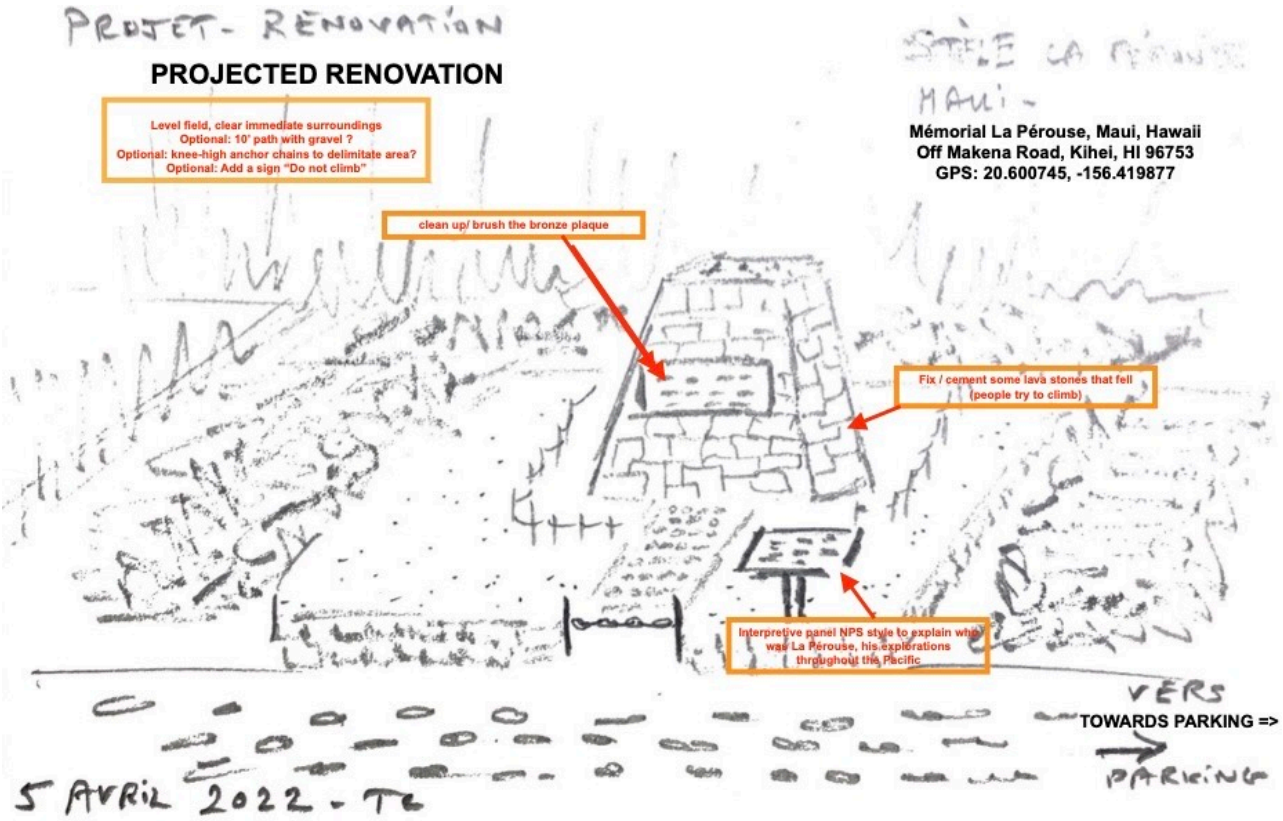 PROJET - RENOVATION
PROJECTED RENOVATION
STÈLE LA PÉROUSE
MAUI -
Mémorial La Pérouse, Maui, Hawaii
Off Makena Road, Kihei, HI 96753
GPS: 20.600745, -156.419877
Level field, clear immediate surroundings
Optional: 10' path with gravel ?
Optional: knee-high anchor chains to delimitate area?
Optional: Add a sign "Do not climb"
clean up/ brush the bronze plaque
Fix / cement some lava stones that fell
(people try to climb)
Interpretive panel NPS style to explain who
was La Pérouse, his explorations
throughout the Pacific
VERS
TOWARDS PARKING =>
PARKING
5 AVRIL 2022 -